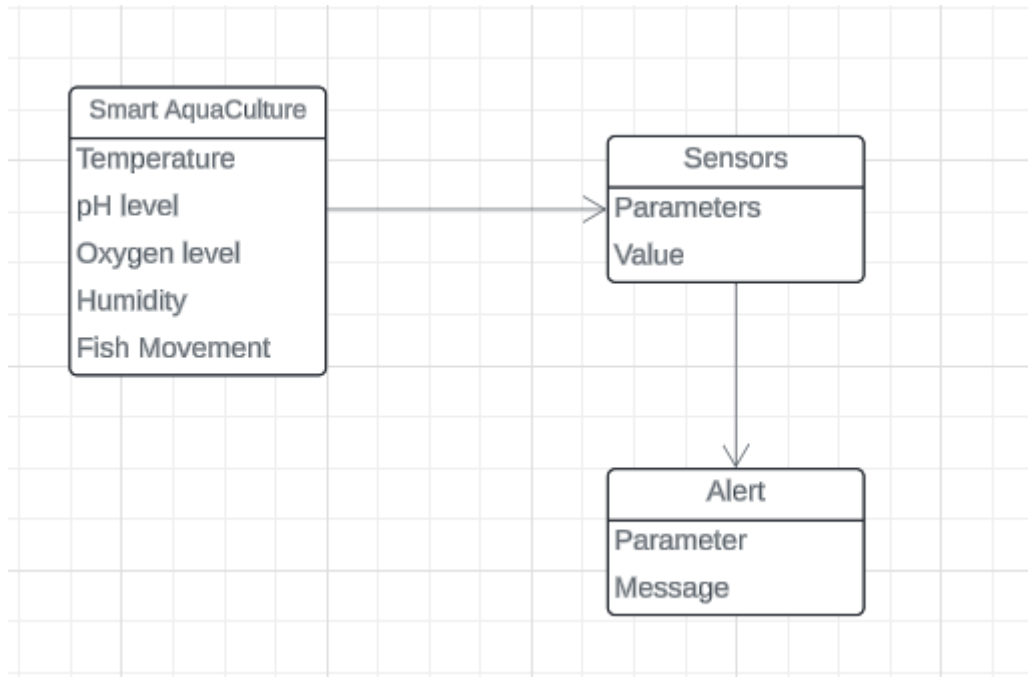 Smart AquaCulture
Temperature
pH level
Oxygen level
Humidity
Fish Movement
Sensors
Parameters
Value
Alert
Parameter
Message